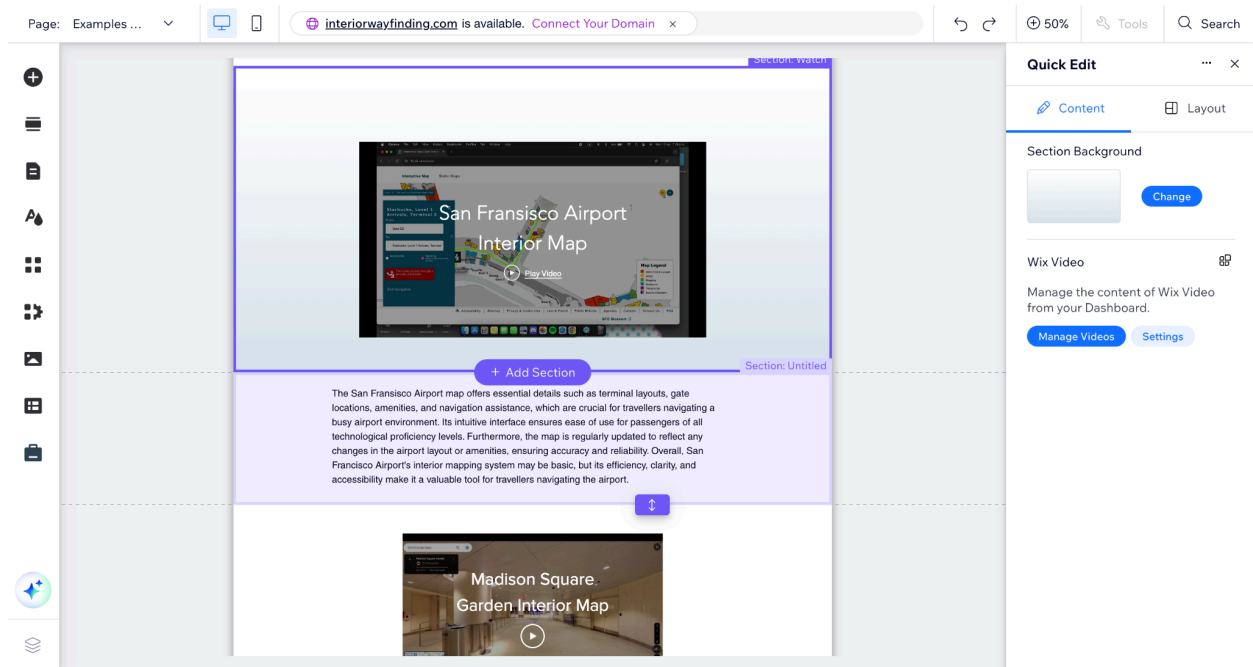 Page: Examples ...
interiorwayfinding.com is available. Connect Your Domain ×
50%
Tools
Search
Section: Watch
Quick Edit
Content
Layout
Section Background
Change
Wix Video
Manage the content of Wix Video
from your Dashboard.
Manage Videos
Settings
Interactive Map
Starbucks, Level 1
Map Legend
San Fransisco Airport
Interior Map
Play Video
+ Add Section
Section: Untitled
The San Fransisco Airport map offers essential details such as terminal layouts, gate
locations, amenities, and navigation assistance, which are crucial for travellers navigating a
busy airport environment. Its intuitive interface ensures ease of use for passengers of all
technological proficiency levels. Furthermore, the map is regularly updated to reflect any
changes in the airport layout or amenities, ensuring accuracy and reliability. Overall, San
Francisco Airport's interior mapping system may be basic, but its efficiency, clarity, and
accessibility make it a valuable tool for travellers navigating the airport.
Madison Square
Garden Interior Map